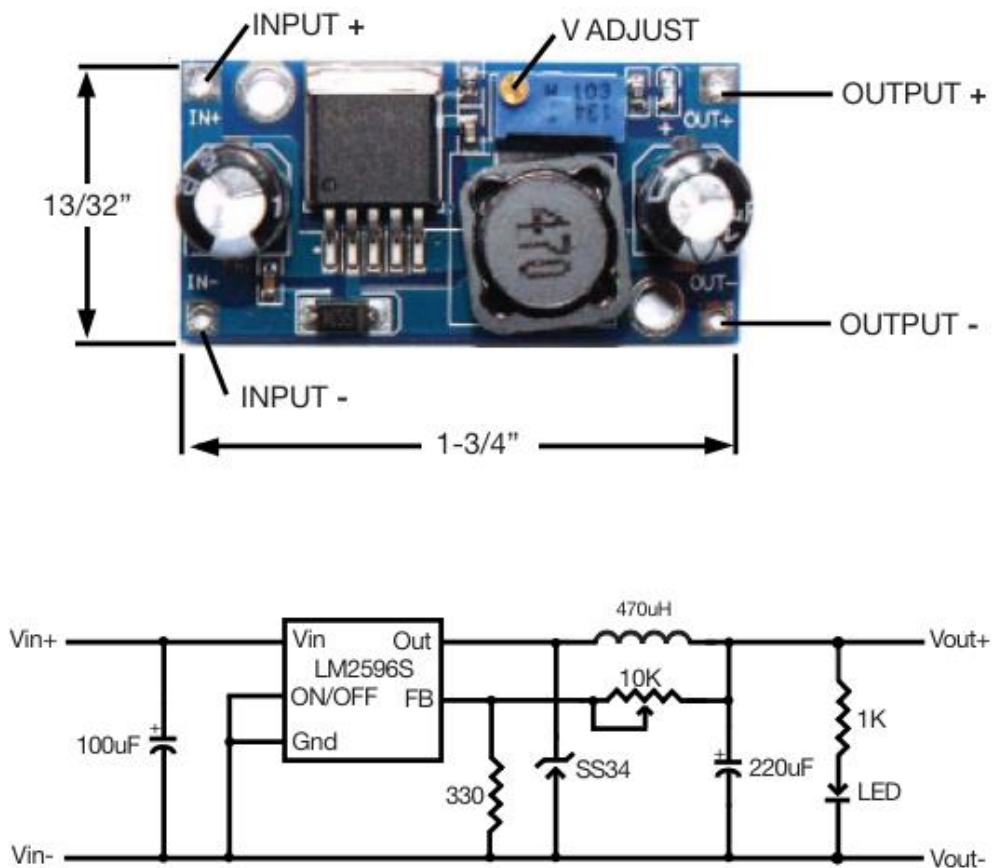 INPUT +
V ADJUST
OUTPUT +
IN+
W 103
134
OUT+
+
13/32”
470
IN-
OUT-
OUTPUT -
INPUT -
1-3/4”
470uH
Vin+
Vin
Out
Vout+
LM2596S
10K
ON/OFF
FB
1K
+
100uF
Gnd
+
SS34
220uF
330
LED
Vin-
Vout-